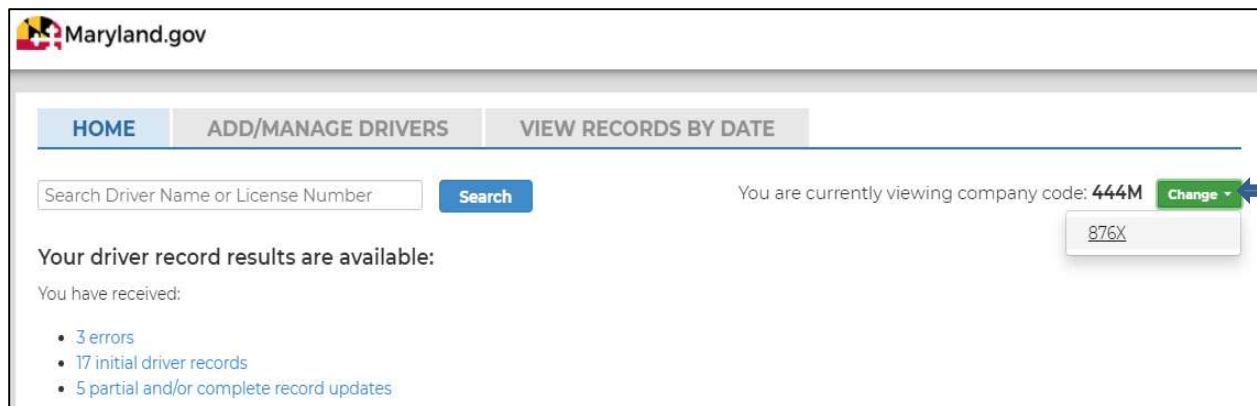 Maryland.gov
HOME ADD/MANAGE DRIVERS VIEW RECORDS BY DATE
Search Driver Name or License Number Search You are currently viewing company code: 444M Change
876X
Your driver record results are available:
You have received:
• 3 errors
• 17 initial driver records
• 5 partial and/or complete record updates